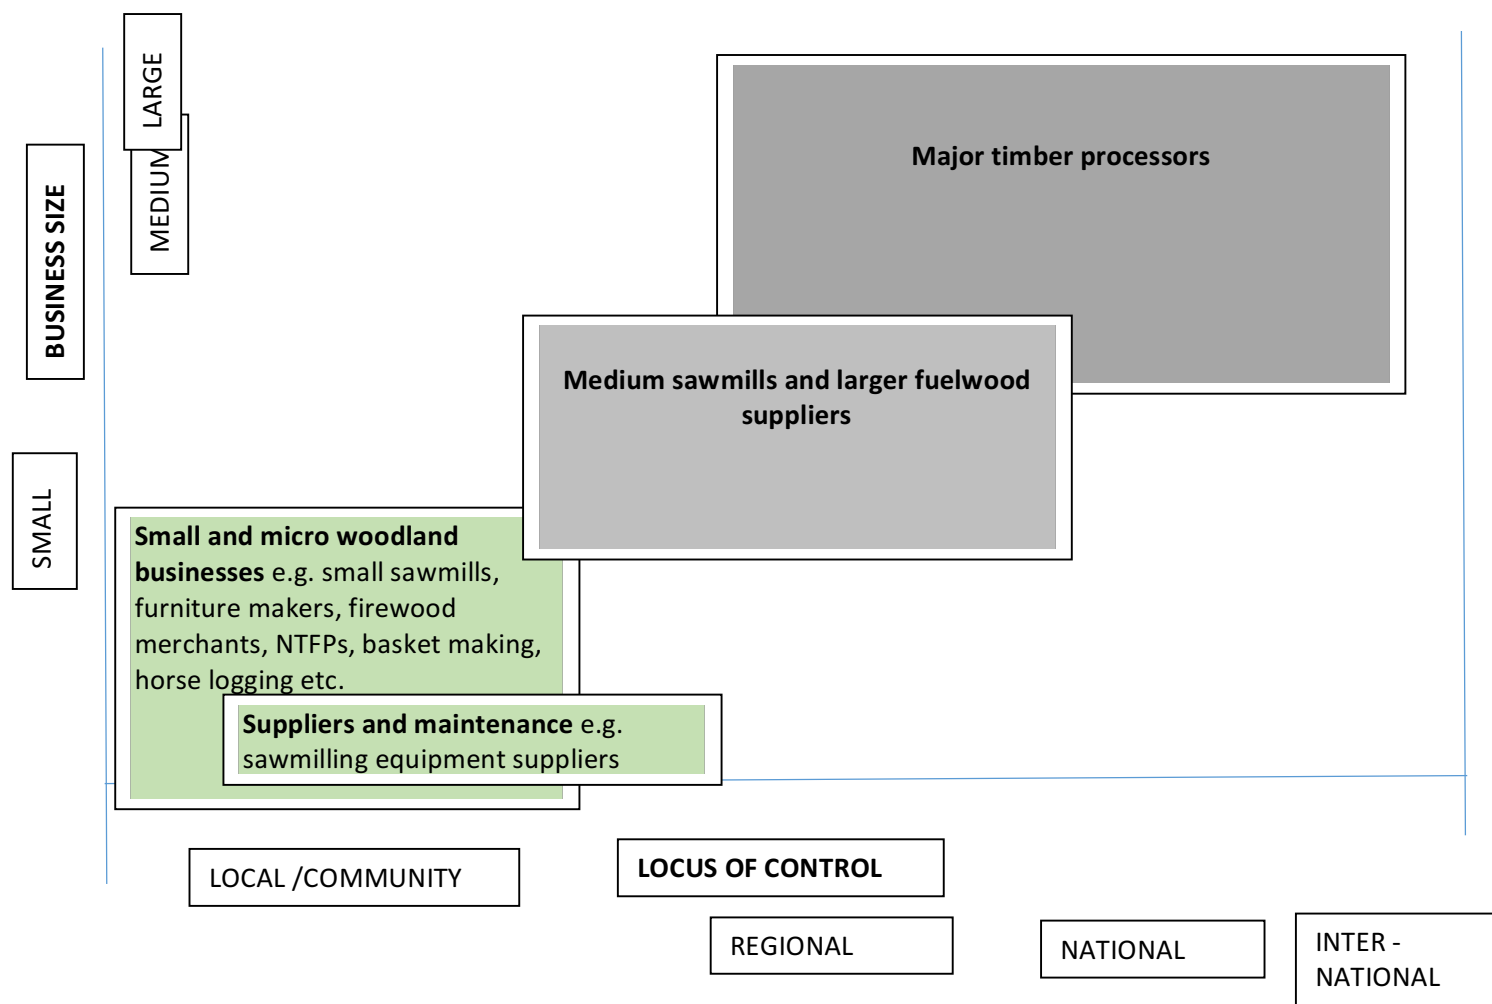 LARGE
MEDIUM
BUSINESS SIZE
SMALL
Major timber processors
Medium sawmills and larger fuelwood
suppliers
Small and micro woodland
businesses e.g. small sawmills,
furniture makers, firewood
merchants, NTFPs, basket making,
horse logging etc.
Suppliers and maintenance e.g.
sawmilling equipment suppliers
LOCAL /COMMUNITY
LOCUS OF CONTROL
REGIONAL
NATIONAL
INTER -
NATIONAL